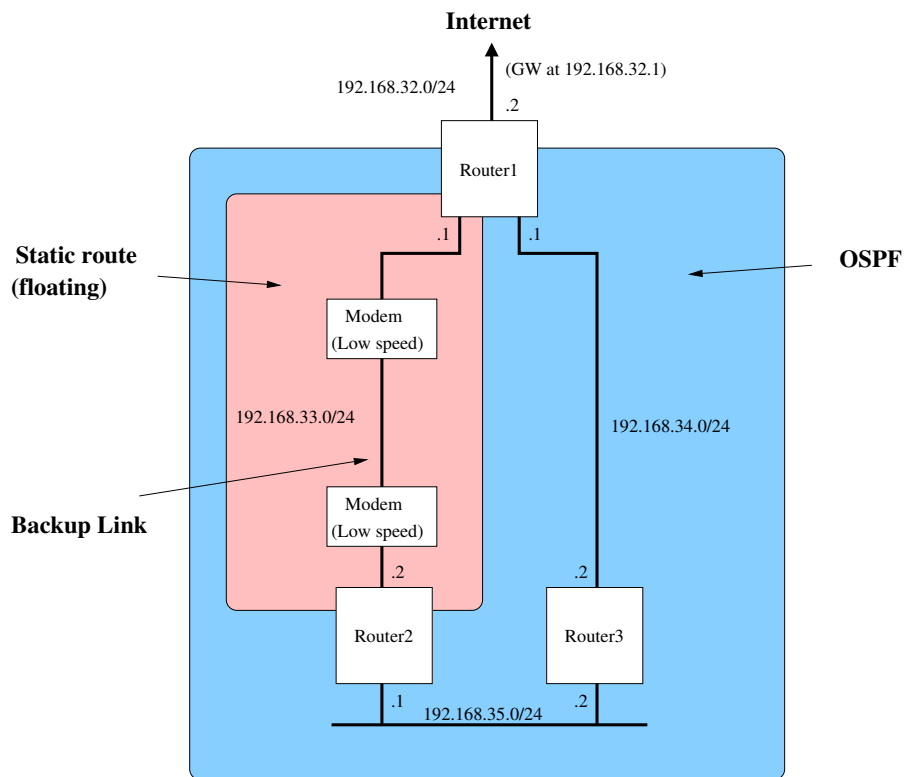 Internet
(GW at 192.168.32.1)
192.168.32.0/24
.2
Router1
.1
.1
Static route
(floating)
OSPF
Modem
(Low speed)
192.168.33.0/24
192.168.34.0/24
Backup Link
Modem
(Low speed)
.2
.2
Router2
Router3
.1
.2
192.168.35.0/24